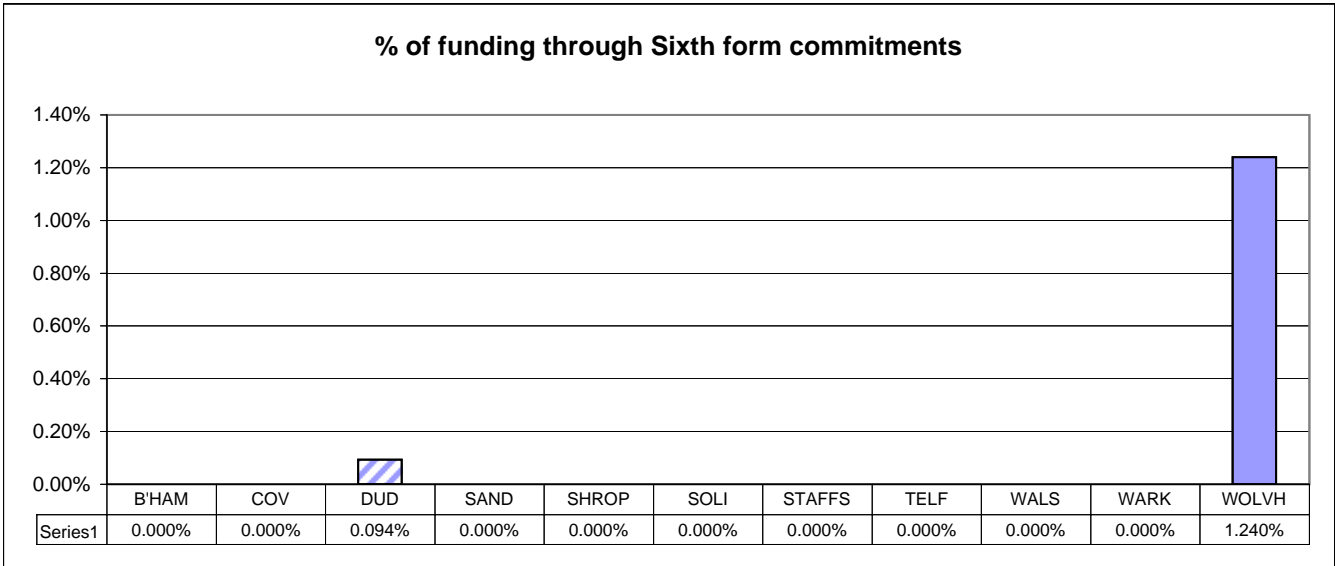 % of funding through Sixth form commitments
1.40%
1.20%
1.00%
0.80%
0.60%
0.40%
0.20%
0.00%
B'HAM COV DUD SAND SHROP SOLI STAFFS TELF WALS WARK WOLVH
Series1 0.000% 0.000% 0.094% 0.000% 0.000% 0.000% 0.000% 0.000% 0.000% 0.000% 1.240%